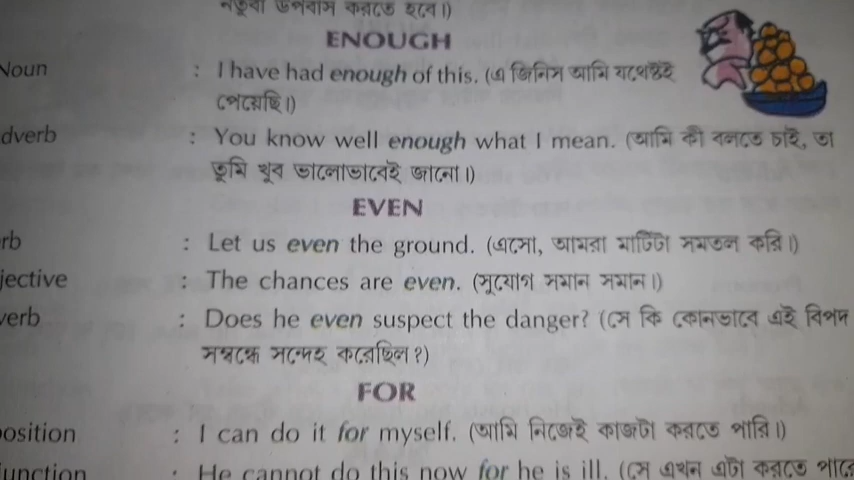 নতুবা উপবাস করতে হবে।)
ENOUGH
Noun : I have had enough of this. (এ জিনিস আমি যথেষ্টই
পেয়েছি।)
dverb : You know well enough what I mean. (আমি কী বলতে চাই, তা
তুমি খুব ভালোভাবেই জানো।)
EVEN
rb : Let us even the ground. (এসো, আমরা মাটিটা সমতল করি।)
jective : The chances are even. (সুযোগ সমান সমান।)
verb : Does he even suspect the danger? (সে কি কোনভাবে এই বিপদ
সম্বন্ধে সন্দেহ করেছিল?)
FOR
position : I can do it for myself. (আমি নিজেই কাজটা করতে পারি।)
junction : He cannot do this now for he is ill. (সে এখন এটা করতে পারে